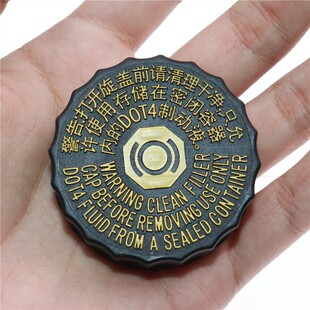 警告:打开旋盖前请清理干净,只允
许使用存储在密闭容器
内的DOT4制动液。
WARNING CLEAN FILLER
CAP BEFORE REMOVING USE ONLY
DOT4 FLUID FROM A SEALED CONTAINER